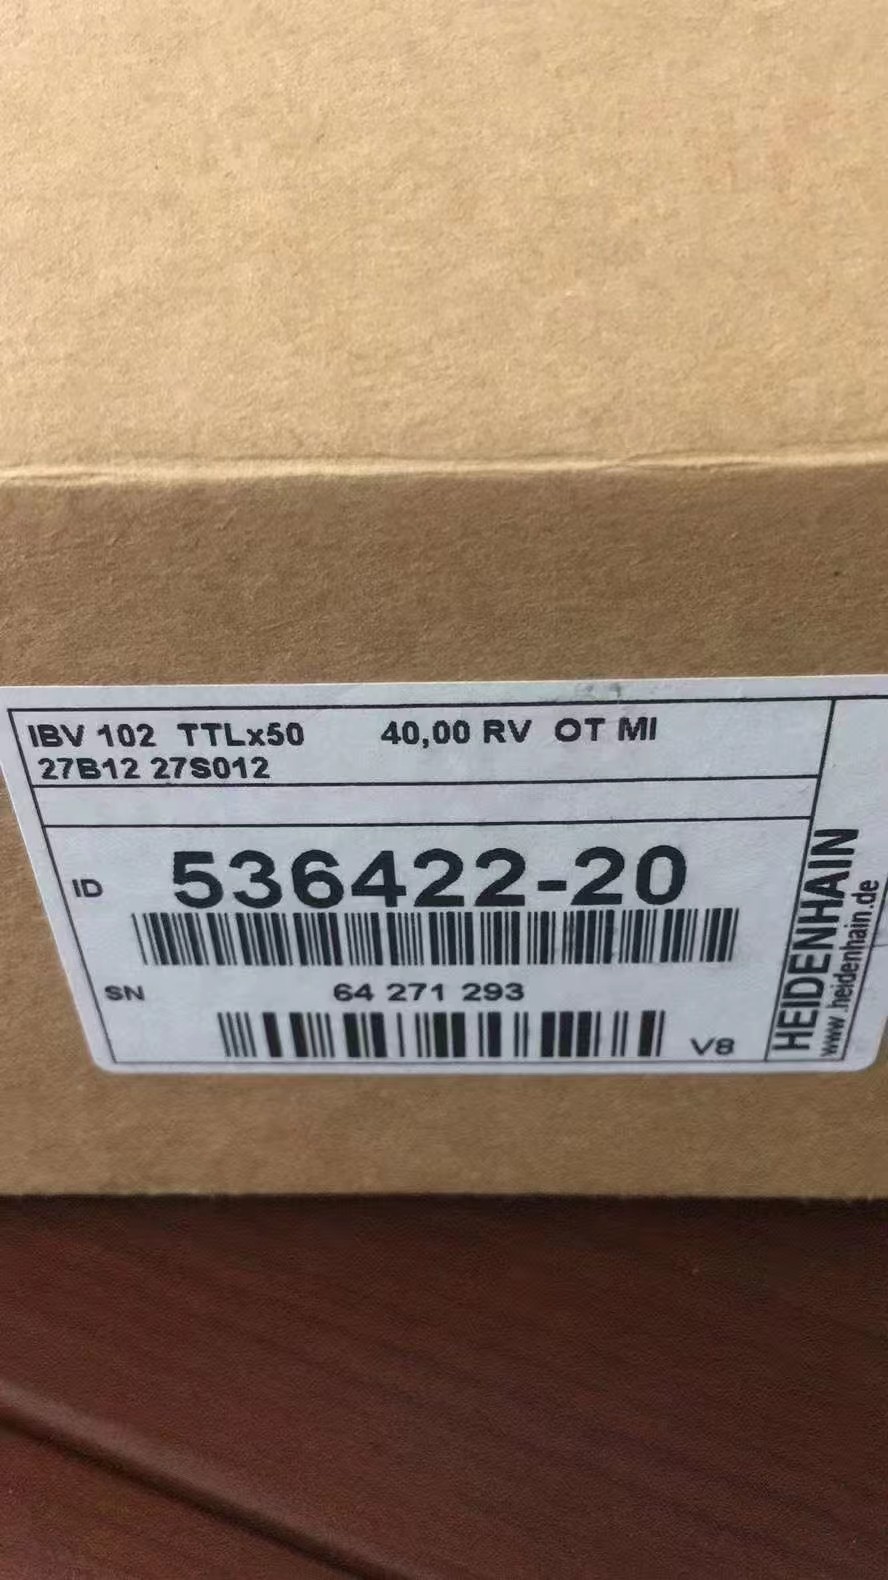 IBV 102 TTLx50 40,00 RV OT MI
27B12 27S012
ID 536422-20
SN 64 271 293
V8
HEIDENHAIN
www.heidenhain.de